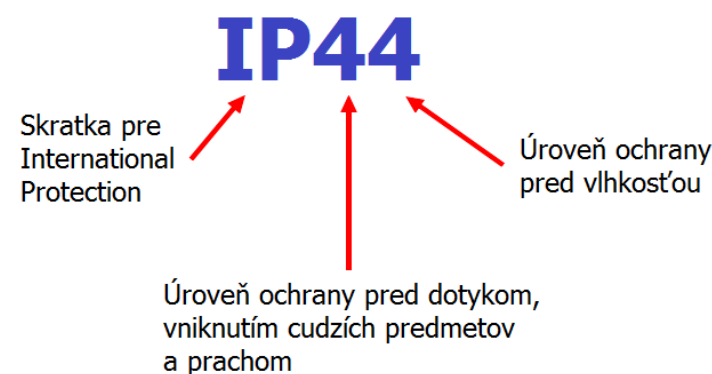 IP44
Skratka pre
International
Protection
Úroveň ochrany
pred vlhkosťou
Úroveň ochrany pred dotykom,
vniknutím cudzích predmetov
a prachom